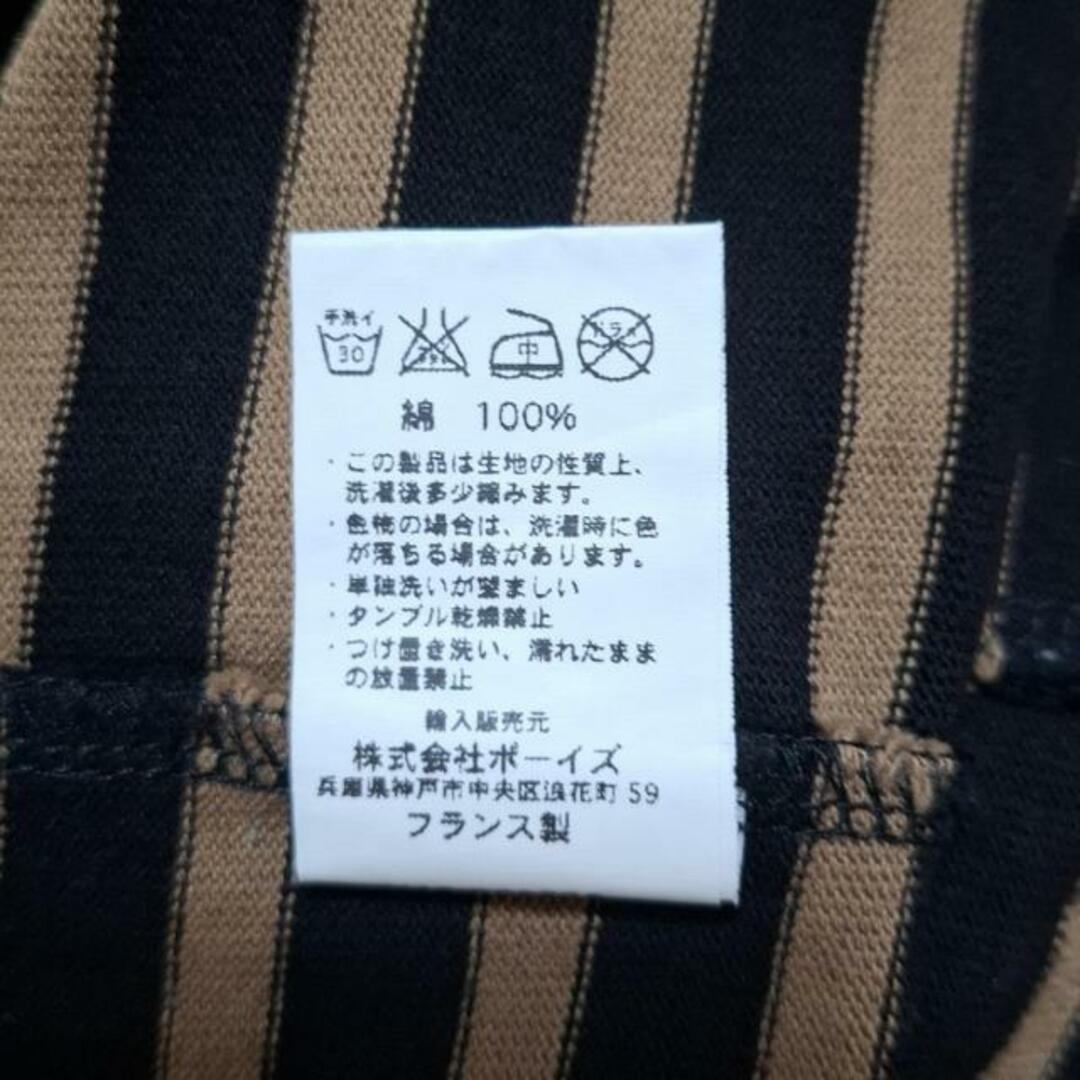 手洗イ
30
中
ドライ
綿 100%
・この製品は生地の性質上、
洗濯後多少縮みます。
・色柄の場合は、洗濯時に色
が落ちる場合があります。
・単独洗いが望ましい
・タンブル乾燥禁止
・つけ置き洗い、濡れたまま
の放置禁止
輸入販売元
株式会社ボーイズ
兵庫県神戸市中央区浪花町 59
フランス製